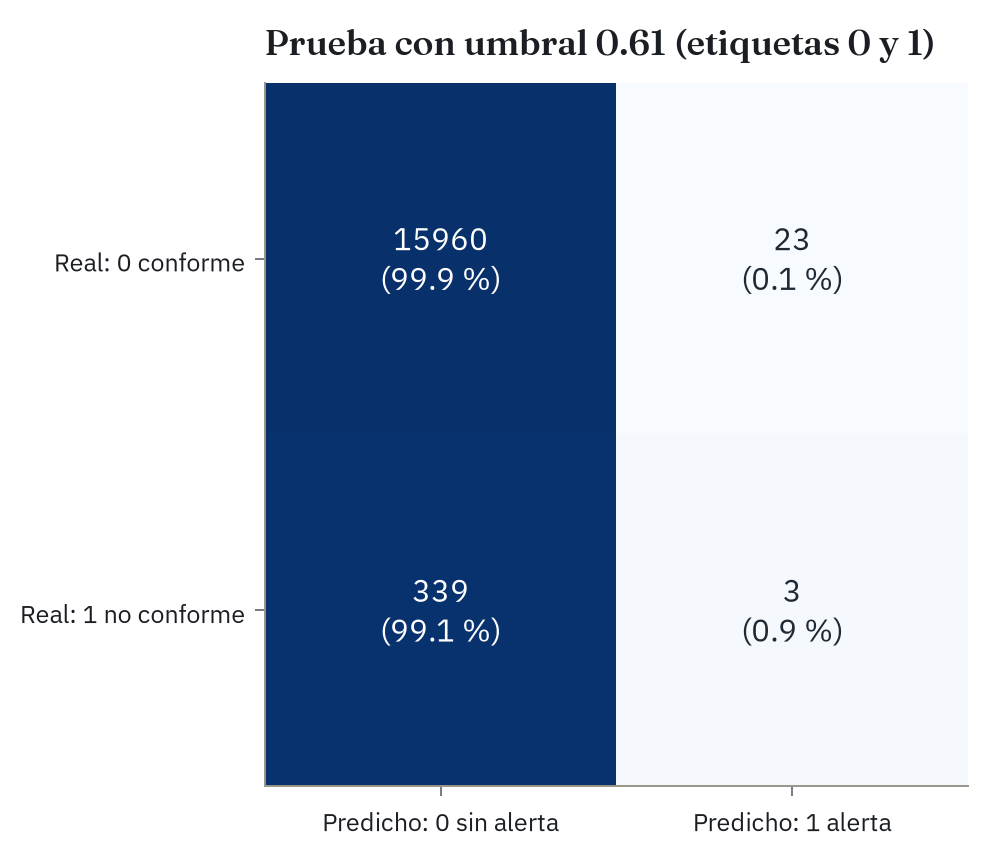 Prueba con umbral 0.61 (etiquetas 0 y 1)
Real: 0 conforme
15960
(99.9 %)
23
(0.1 %)
Real: 1 no conforme
339
(99.1 %)
3
(0.9 %)
Predicho: 0 sin alerta
Predicho: 1 alerta